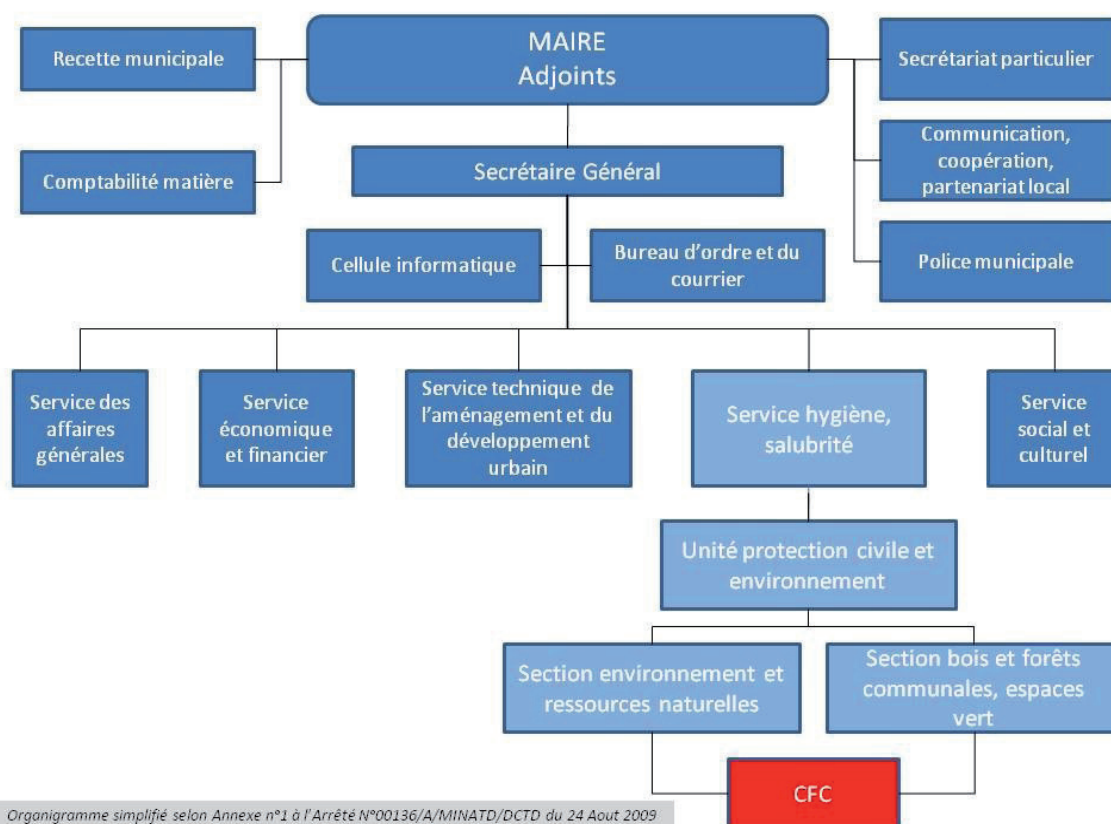 MAIRE
Adjoints
Recette municipale
Comptabilité matière
Secrétariat particulier
Communication,
coopération,
partenariat local
Police municipale
Secrétaire Général
Cellule informatique
Bureau d'ordre et du
courrier
Service des
affaires
générales
Service
économique
et financier
Service technique de
l'aménagement et du
développement
urbain
Service hygiène,
salubrité
Service
social et
culturel
Unité protection civile et
environnement
Section environnement et
ressources naturelles
Section bois et forêts
communales, espaces
vert
CFC
Organigramme simplifié selon Annexe n°1 à l'Arrêté N°00136/A/MINATD/DCTD du 24 Aout 2009